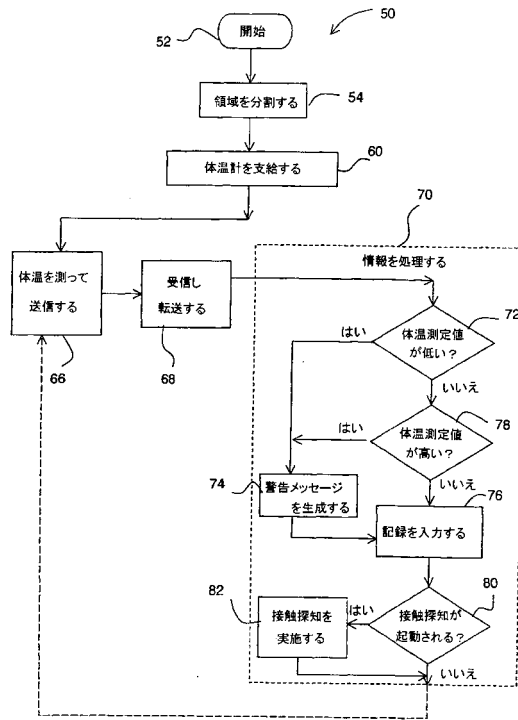 50
開始
52
領域を分割する
54
体温計を支給する
60
70
情報を処理する
体温を測って
送信する
66
受信し
転送する
68
72
体温測定値
が低い？
はい
いいえ
78
体温測定値
が高い？
はい
いいえ
74
警告メッセージ
を生成する
76
記録を入力する
82
接触探知を
実施する
はい
80
接触探知が
起動される？
いいえ